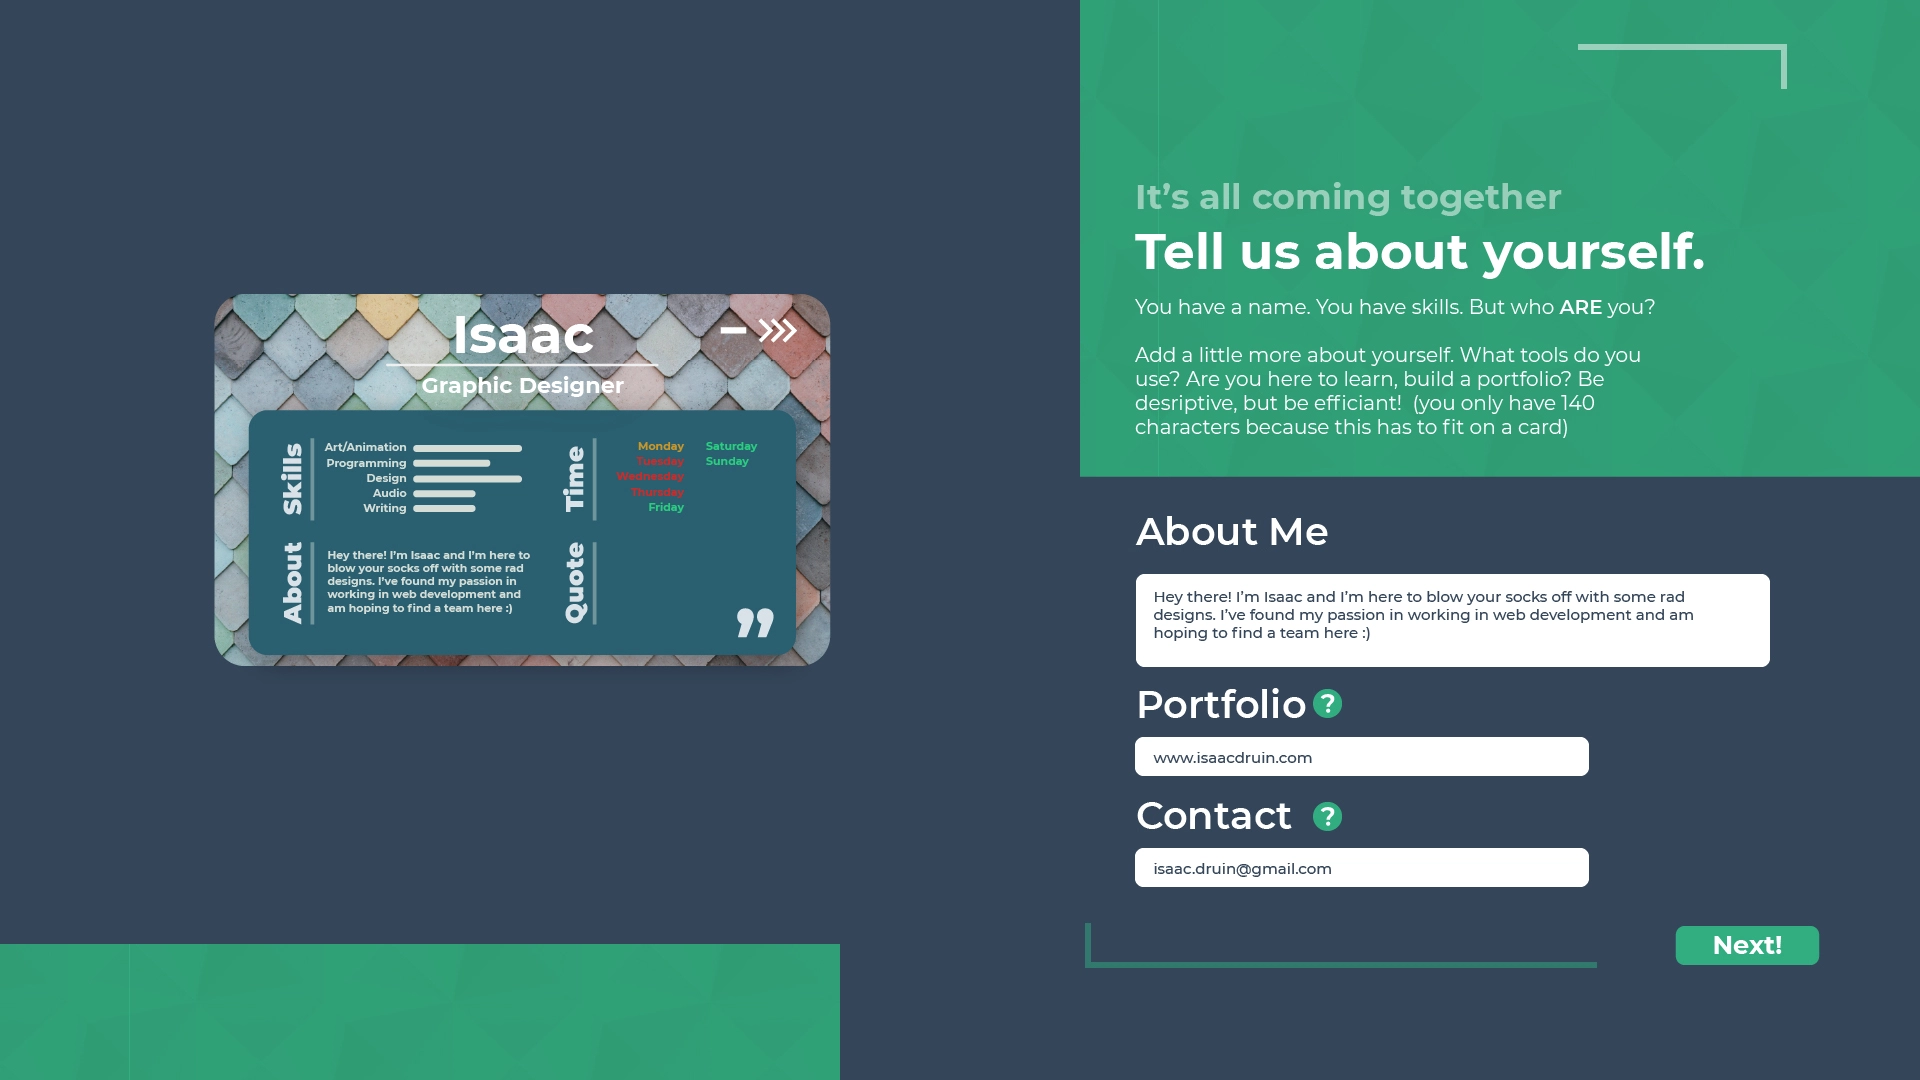 Isaac
Graphic Designer
Skills
Art/Animation
Programming
Design
Audio
Writing
Time
Monday
Tuesday
Wednesday
Thursday
Friday
Saturday
Sunday
About
Hey there! I'm Isaac and I'm here to
blow your socks off with some rad
designs. I've found my passion in
working in web development and
am hoping to find a team here :)
Quote
”
It’s all coming together
Tell us about yourself.
You have a name. You have skills. But who ARE you?
Add a little more about yourself. What tools do you
use? Are you here to learn, build a portfolio? Be
desriptive, but be efficiant!  (you only have 140
characters because this has to fit on a card)
About Me
Hey there! I’m Isaac and I’m here to blow your socks off with some rad
designs. I’ve found my passion in working in web development and am
hoping to find a team here :)
Portfolio ?
www.isaacdruin.com
Contact ?
isaac.druin@gmail.com
Next!